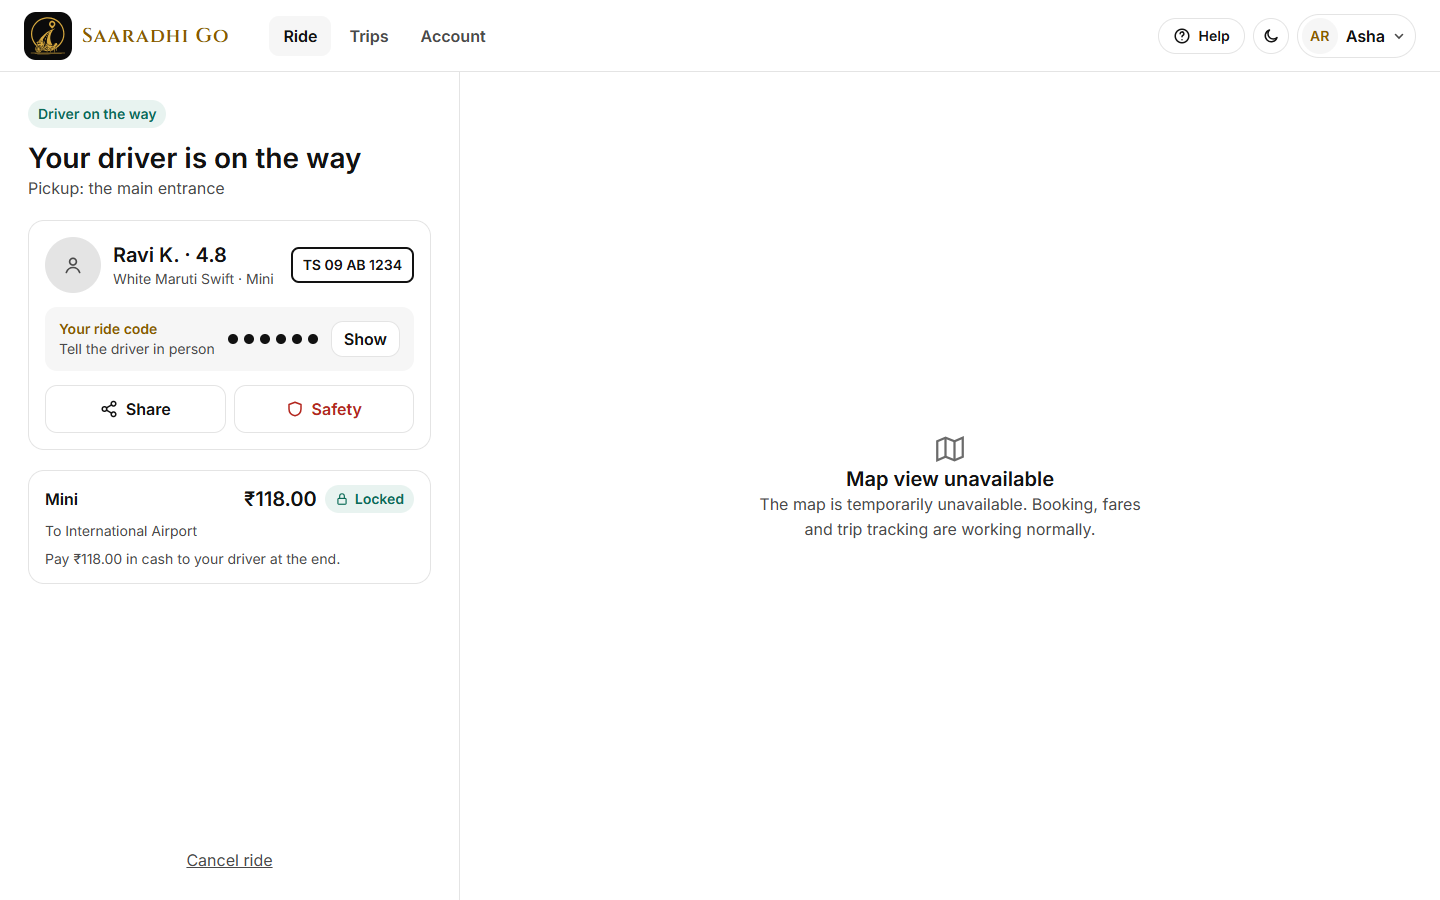 Saaradhi Go
Ride
Trips
Account
Help
AR
Asha
Driver on the way
Your driver is on the way
Pickup: the main entrance
Ravi K. · 4.8
White Maruti Swift · Mini
TS 09 AB 1234
Your ride code
Tell the driver in person
●●●●●●
Show
Share
Safety
Mini
₹118.00
Locked
To International Airport
Pay ₹118.00 in cash to your driver at the end.
Cancel ride
Map view unavailable
The map is temporarily unavailable. Booking, fares
and trip tracking are working normally.